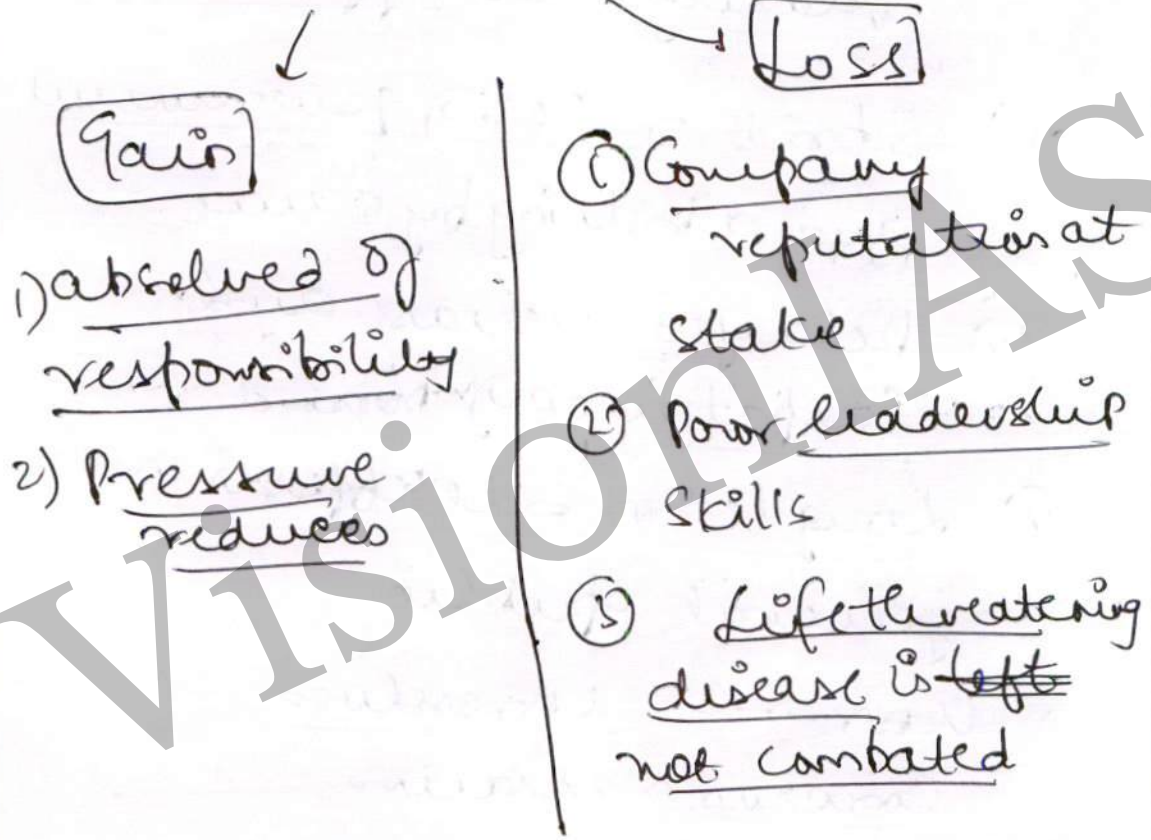 Gain
1) absolved of
responsibility
2) Pressure
reduces
Loss
① Company
reputation at
stake
② Poor leadership
skills
③ Life threatening
disease is left
not combated
VisionIAS